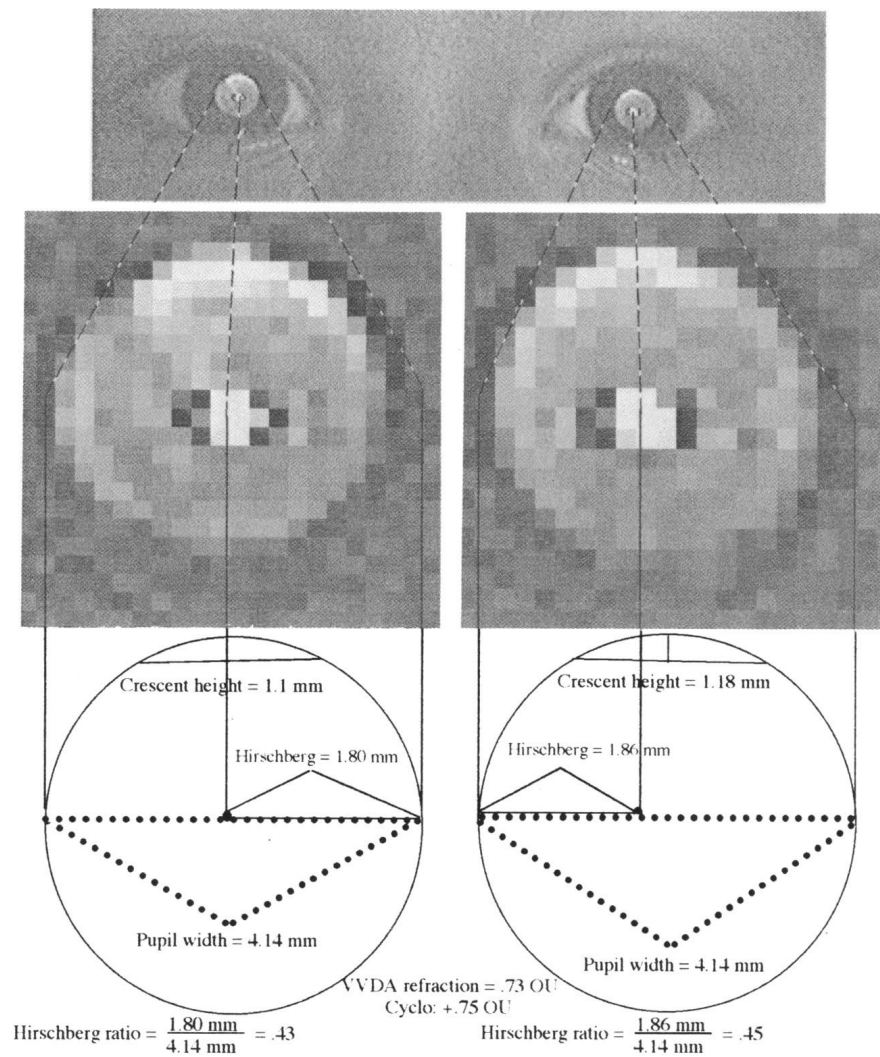 Crescent height = 1.1 mm
Crescent height = 1.18 mm
Hirschberg = 1.80 mm
Hirschberg = 1.86 mm
Pupil width = 4.14 mm
Pupil width = 4.14 mm
VVDA refraction = .73 OU
Cyclo: +.75 OU
Hirschberg ratio = 1.80 mm / 4.14 mm = .43
Hirschberg ratio = 1.86 mm / 4.14 mm = .45